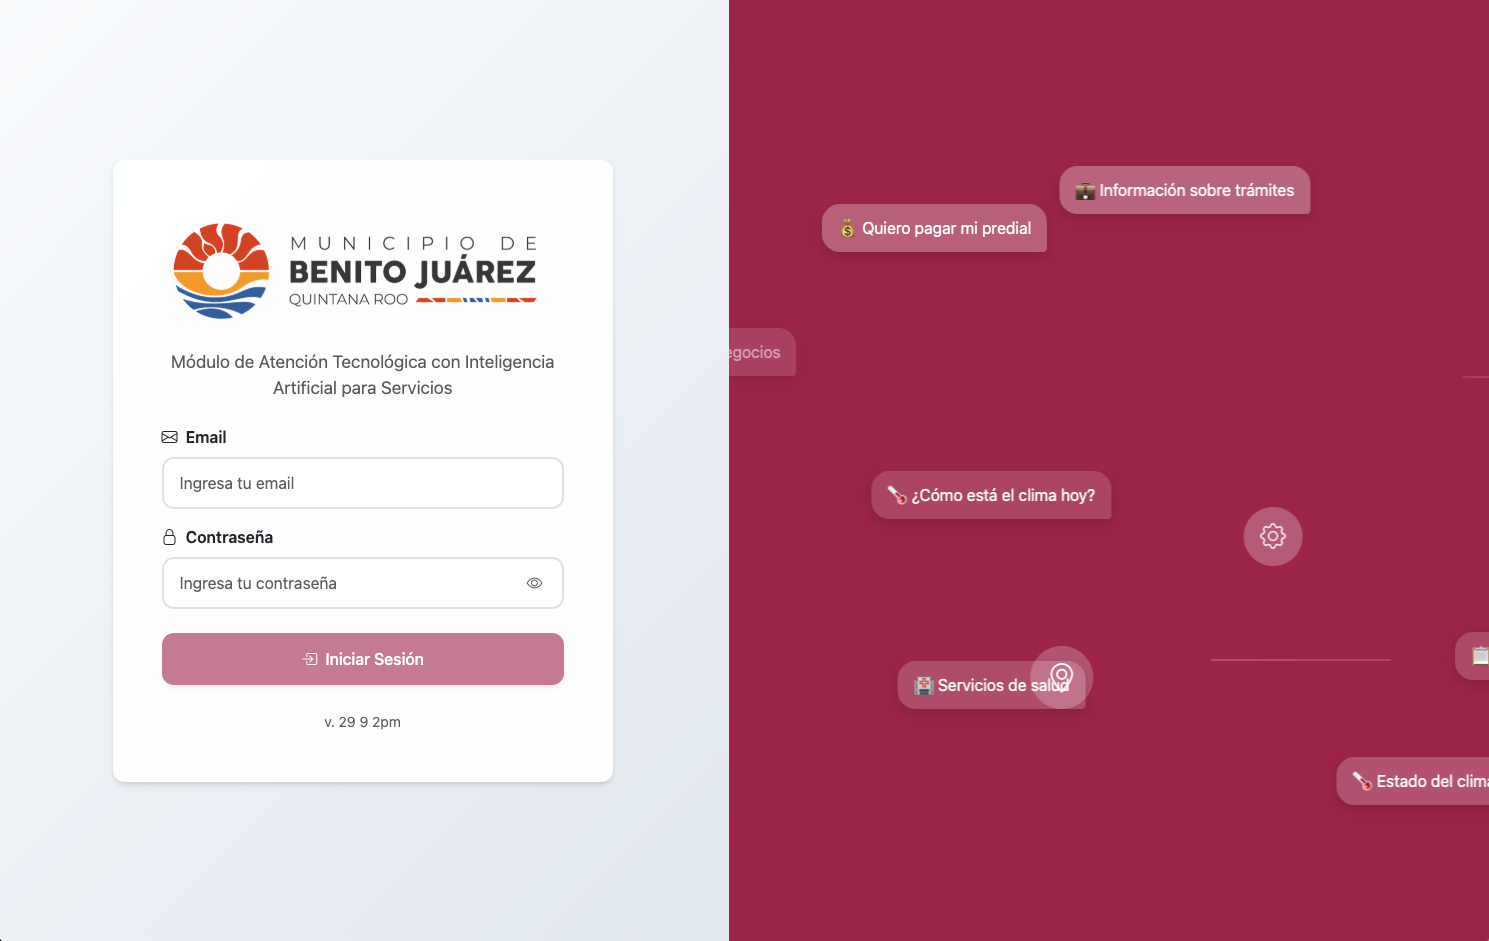 MUNICIPIO DE
BENITO JUÁREZ
QUINTANA ROO
Módulo de Atención Tecnológica con Inteligencia
Artificial para Servicios
Email
Ingresa tu email
Contraseña
Ingresa tu contraseña
Iniciar Sesión
v. 29 9 2pm
Información sobre trámites
Quiero pagar mi predial
egocios
¿Cómo está el clima hoy?
Servicios de salud
Estado del clima